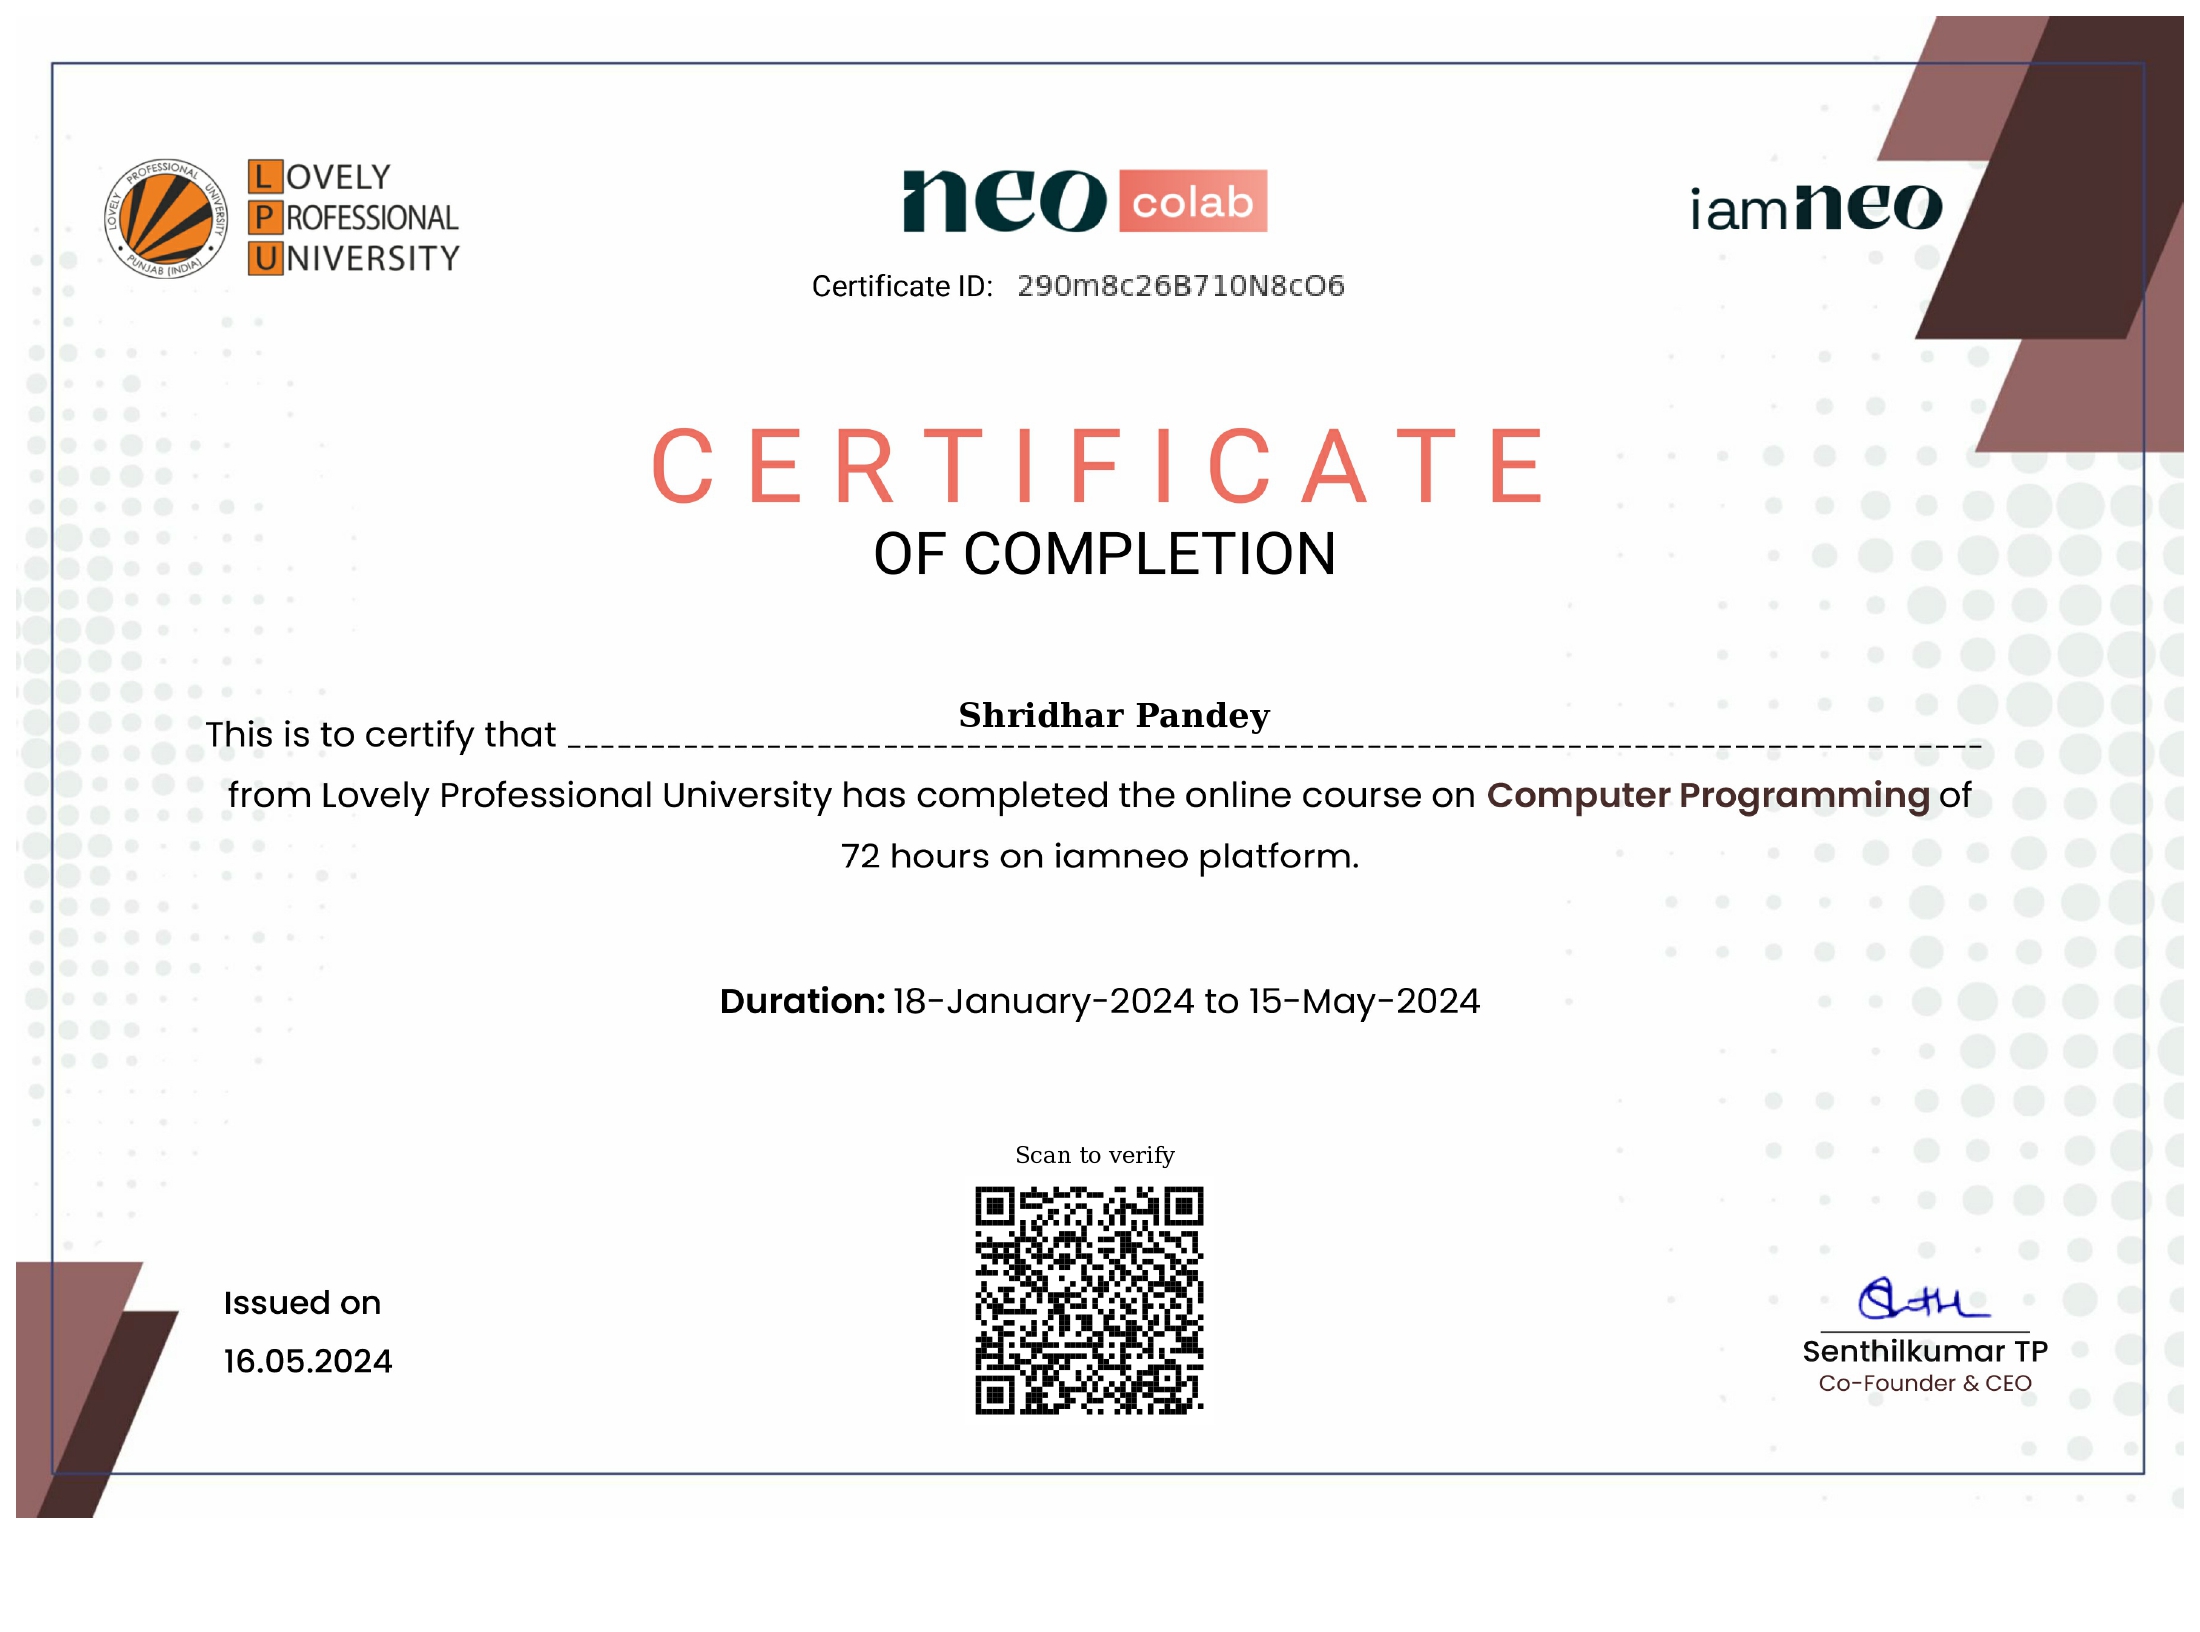 LOVELY PROFESSIONAL UNIVERSITY
PUNJAB (INDIA)
LOVELY
PROFESSIONAL
UNIVERSITY
neo colab
iamneo
Certificate ID: 290m8c26B710N8cO6
CERTIFICATE
OF COMPLETION
This is to certify that Shridhar Pandey
from Lovely Professional University has completed the online course on Computer Programming of
72 hours on iamneo platform.
Duration: 18-January-2024 to 15-May-2024
Scan to verify
Issued on
16.05.2024
Senthilkumar TP
Co-Founder & CEO